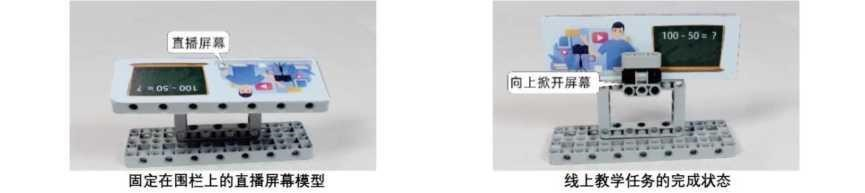 直播屏幕
100 - 50 = ?
固定在围栏上的直播屏幕模型
100 - 50 = ?
向上掀开屏幕
线上教学任务的完成状态